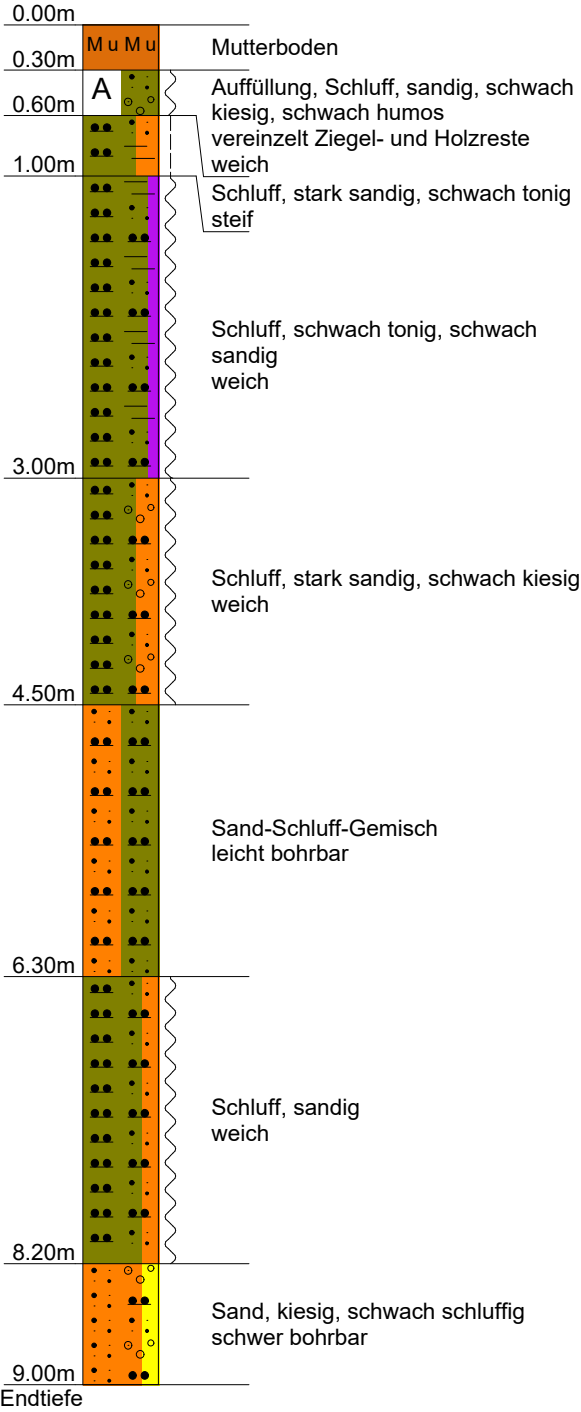 0.00m
M u M u
Mutterboden
0.30m
A
Auffüllung, Schluff, sandig, schwach
kiesig, schwach humos
vereinzelt Ziegel- und Holzreste
weich
0.60m
1.00m
Schluff, stark sandig, schwach tonig
steif
Schluff, schwach tonig, schwach
sandig
weich
3.00m
Schluff, stark sandig, schwach kiesig
weich
4.50m
Sand-Schluff-Gemisch
leicht bohrbar
6.30m
Schluff, sandig
weich
8.20m
Sand, kiesig, schwach schluffig
schwer bohrbar
9.00m
Endtiefe